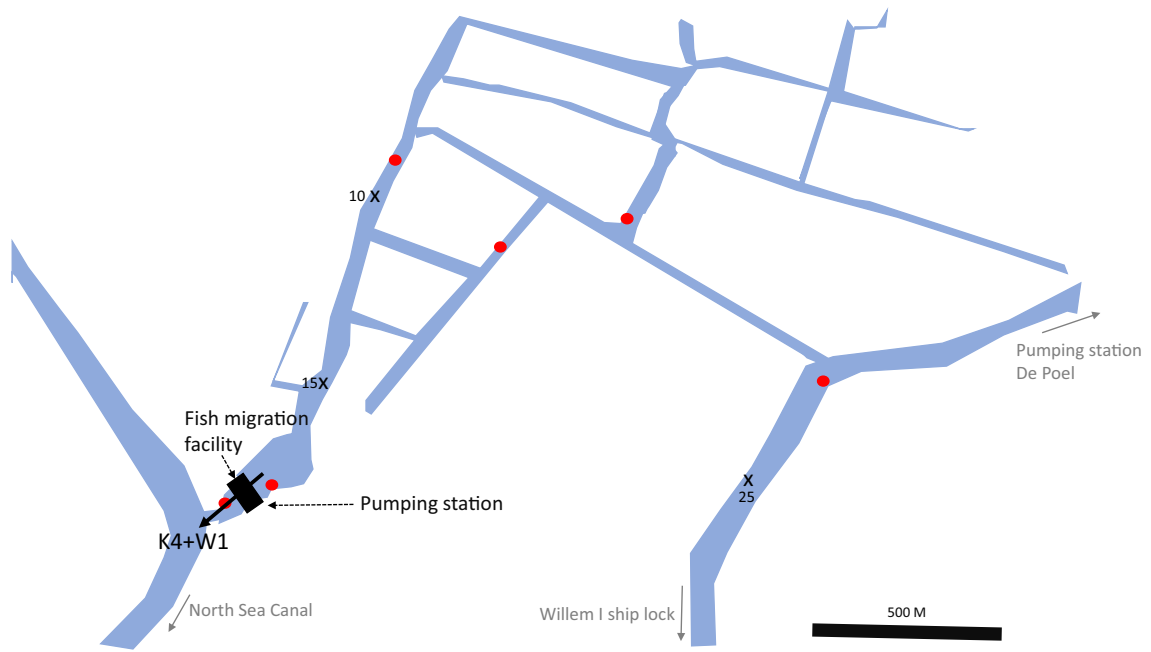 10 X
15X
Fish migration
facility
Pumping station
K4+W1
North Sea Canal
X
25
Willem I ship lock
Pumping station
De Poel
500 M